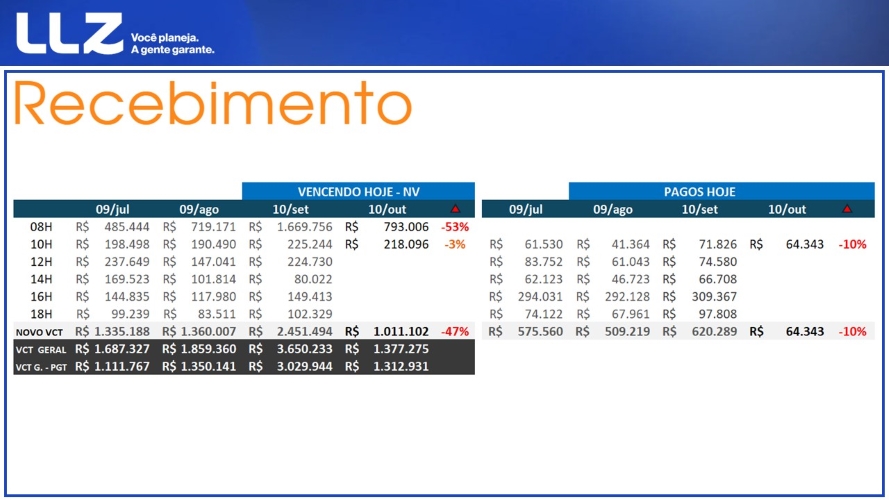 LLZ Você planeja.
A gente garante.
Recebimento
VENCENDO HOJE - NV PAGOS HOJE
09/jul 09/ago 10/set 10/out 09/jul 09/ago 10/set 10/out
08H R$ 485.444 R$ 719.171 R$ 1.669.756 R$ 793.006 -53%
10H R$ 198.498 R$ 190.490 R$ 225.244 R$ 218.096 -3% R$ 61.530 R$ 41.364 R$ 71.826 R$ 64.343 -10%
12H R$ 237.649 R$ 147.041 R$ 224.730 R$ 83.752 R$ 61.043 R$ 74.580
14H R$ 169.523 R$ 101.814 R$ 80.022 R$ 62.123 R$ 46.723 R$ 66.708
16H R$ 144.835 R$ 117.980 R$ 149.413 R$ 294.031 R$ 292.128 R$ 309.367
18H R$ 99.239 R$ 83.511 R$ 102.329 R$ 74.122 R$ 67.961 R$ 97.808
NOVO VCT R$ 1.335.188 R$ 1.360.007 R$ 2.451.494 R$ 1.011.102 -47% R$ 575.560 R$ 509.219 R$ 620.289 R$ 64.343 -10%
VCT GERAL R$ 1.687.327 R$ 1.859.360 R$ 3.650.233 R$ 1.377.275
VCT G. - PGT R$ 1.111.767 R$ 1.350.141 R$ 3.029.944 R$ 1.312.931